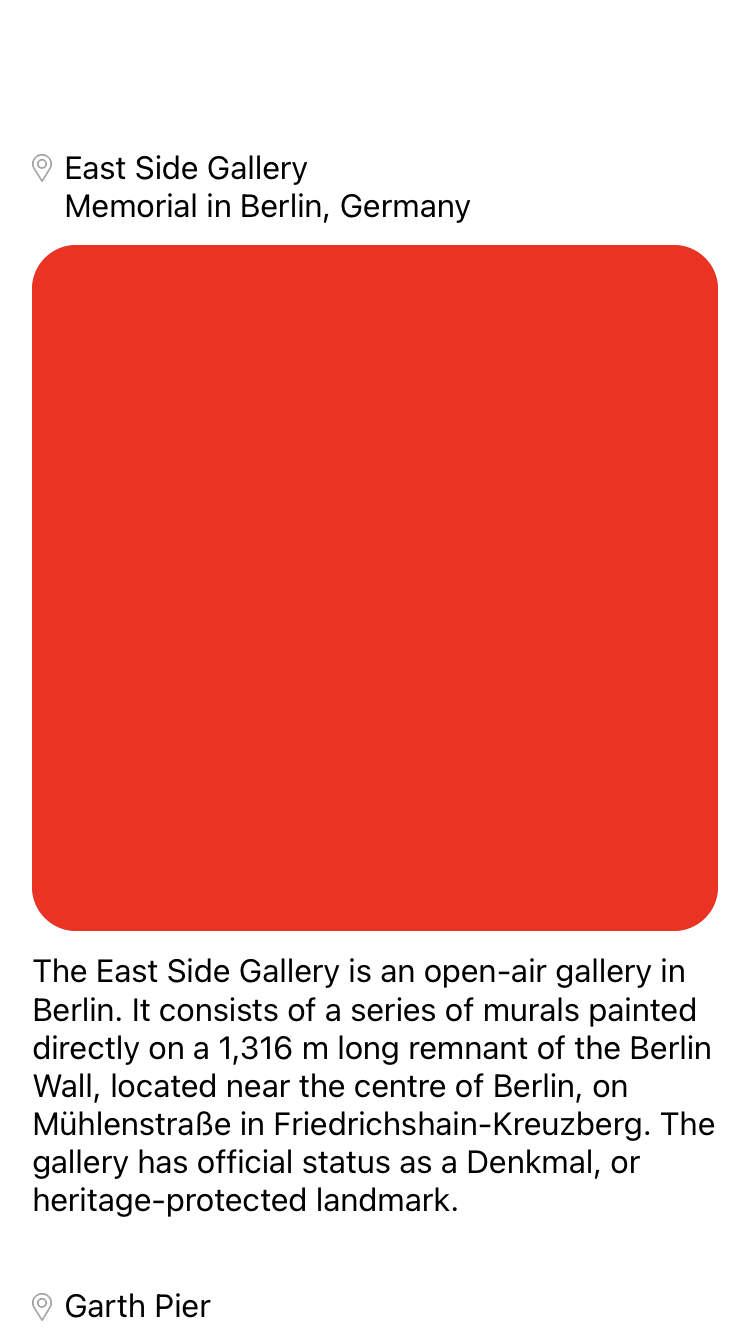 East Side Gallery
Memorial in Berlin, Germany
The East Side Gallery is an open-air gallery in
Berlin. It consists of a series of murals painted
directly on a 1,316 m long remnant of the Berlin
Wall, located near the centre of Berlin, on
Mühlenstraße in Friedrichshain-Kreuzberg. The
gallery has official status as a Denkmal, or
heritage-protected landmark.
Garth Pier